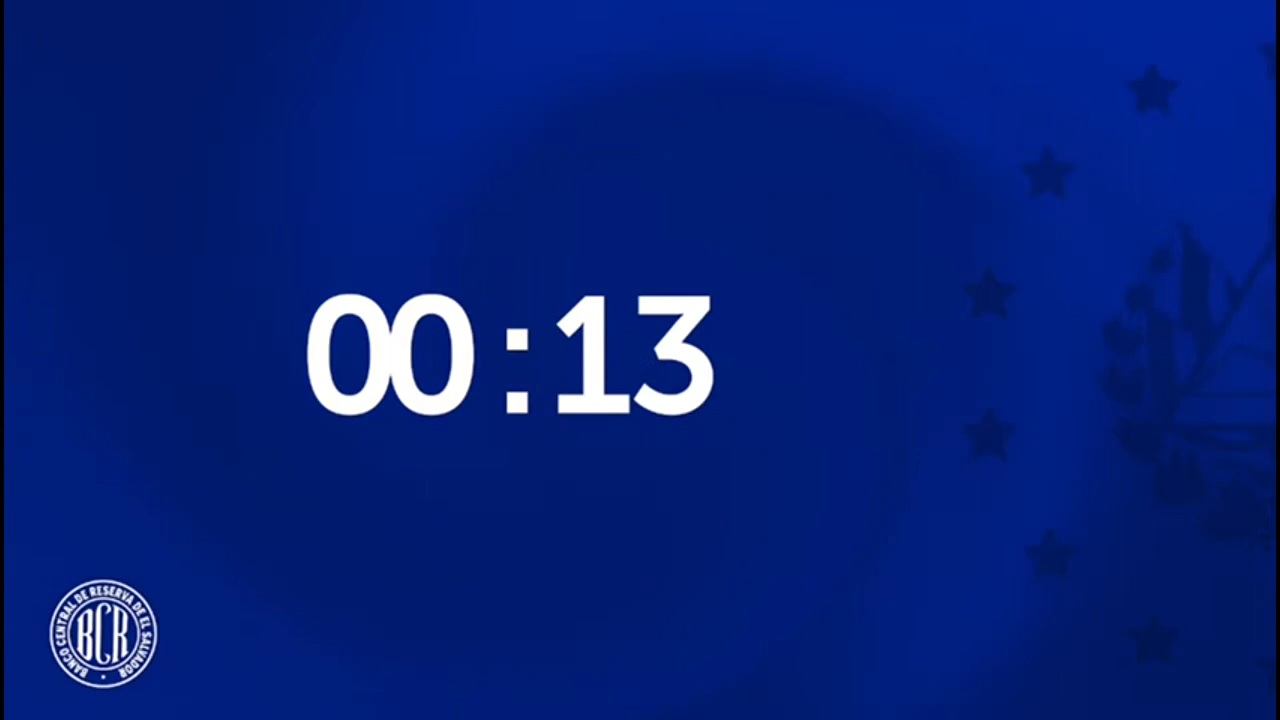 00:13
BANCO CENTRAL DE RESERVA DE EL SALVADOR
BCR